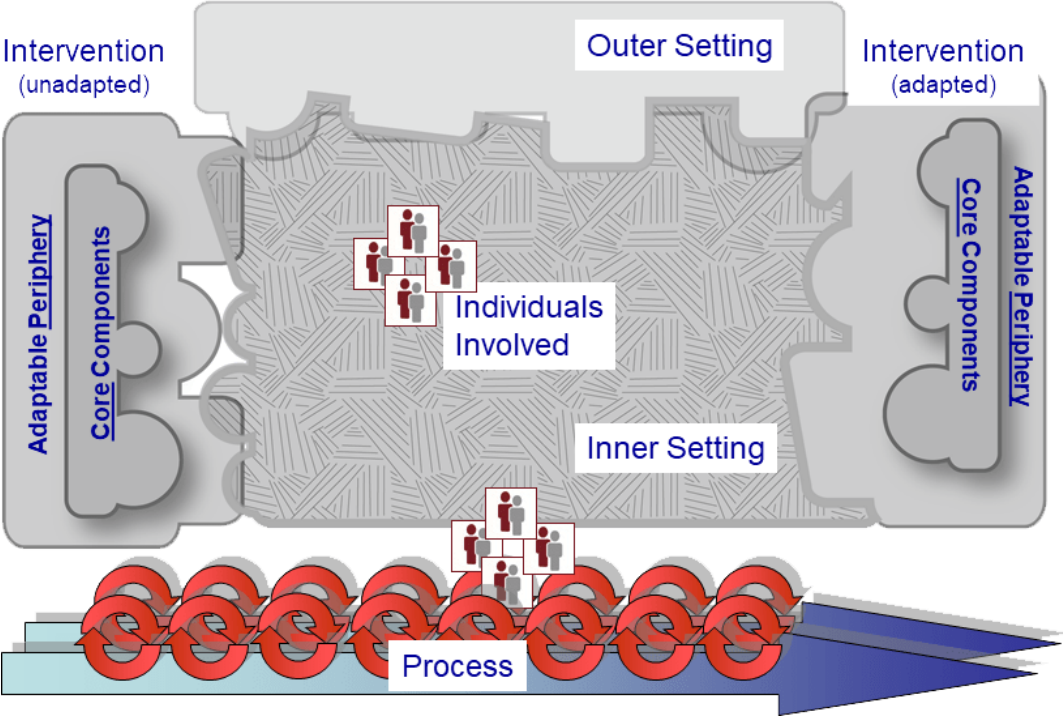 Outer Setting
Intervention
(unadapted)
Intervention
(adapted)
Adaptable Periphery
Core Components
Individuals
Involved
Core Components
Adaptable Periphery
Inner Setting
Process